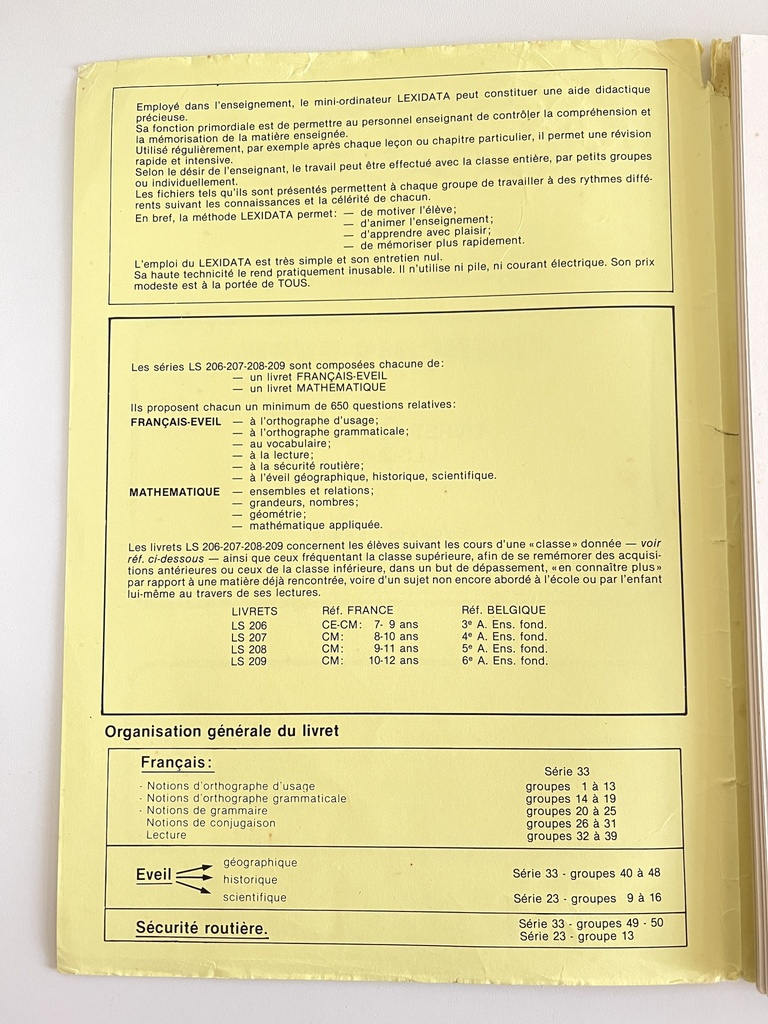 Employé dans l'enseignement, le mini-ordinateur LEXIDATA peut constituer une aide didactique
précieuse.
Sa fonction primordiale est de permettre au personnel enseignant de contrôler la compréhension et
la mémorisation de la matière enseignée.
Utilisé régulièrement, par exemple après chaque leçon ou chapitre particulier, il permet une révision
rapide et intensive.
Selon le désir de l'enseignant, le travail peut être effectué avec la classe entière, par petits groupes
ou individuellement.
Les fichiers tels qu'ils sont présentés permettent à chaque groupe de travailler à des rythmes diffé-
rents suivant les connaissances et la célérité de chacun.
En bref, la méthode LEXIDATA permet: — de motiver l'élève;
— d'animer l'enseignement;
— d'apprendre avec plaisir;
— de mémoriser plus rapidement.
L'emploi du LEXIDATA est très simple et son entretien nul.
Sa haute technicité le rend pratiquement inusable. Il n'utilise ni pile, ni courant électrique. Son prix
modeste est à la portée de TOUS.
Les séries LS 206-207-208-209 sont composées chacune de:
— un livret FRANÇAIS-EVEIL
— un livret MATHEMATIQUE
Ils proposent chacun un minimum de 650 questions relatives:
FRANÇAIS-EVEIL — à l'orthographe d'usage;
— à l'orthographe grammaticale;
— au vocabulaire;
— à la lecture;
— à la sécurité routière;
— à l'éveil géographique, historique, scientifique.
MATHEMATIQUE — ensembles et relations;
— grandeurs, nombres;
— géométrie;
— mathématique appliquée.
Les livrets LS 206-207-208-209 concernent les élèves suivant les cours d'une «classe» donnée — voir
réf. ci-dessous — ainsi que ceux fréquentant la classe supérieure, afin de se remémorer des acquisi-
tions antérieures ou ceux de la classe inférieure, dans un but de dépassement, «en connaître plus»
par rapport à une matière déjà rencontrée, voire d'un sujet non encore abordé à l'école ou par l'enfant
lui-même au travers de ses lectures.
LIVRETS Réf. FRANCE Réf. BELGIQUE
LS 206 CE-CM: 7- 9 ans 3e A. Ens. fond.
LS 207 CM: 8-10 ans 4e A. Ens. fond.
LS 208 CM: 9-11 ans 5e A. Ens. fond.
LS 209 CM: 10-12 ans 6e A. Ens. fond.
Organisation générale du livret
Français:
Série 33
- Notions d'orthographe d'usage groupes 1 à 13
- Notions d'orthographe grammaticale groupes 14 à 19
- Notions de grammaire groupes 20 à 25
Notions de conjugaison groupes 26 à 31
Lecture groupes 32 à 39
Eveil
géographique
historique
scientifique
Série 33 - groupes 40 à 48
Série 23 - groupes 9 à 16
Sécurité routière.
Série 33 - groupes 49 - 50
Série 23 - groupe 13